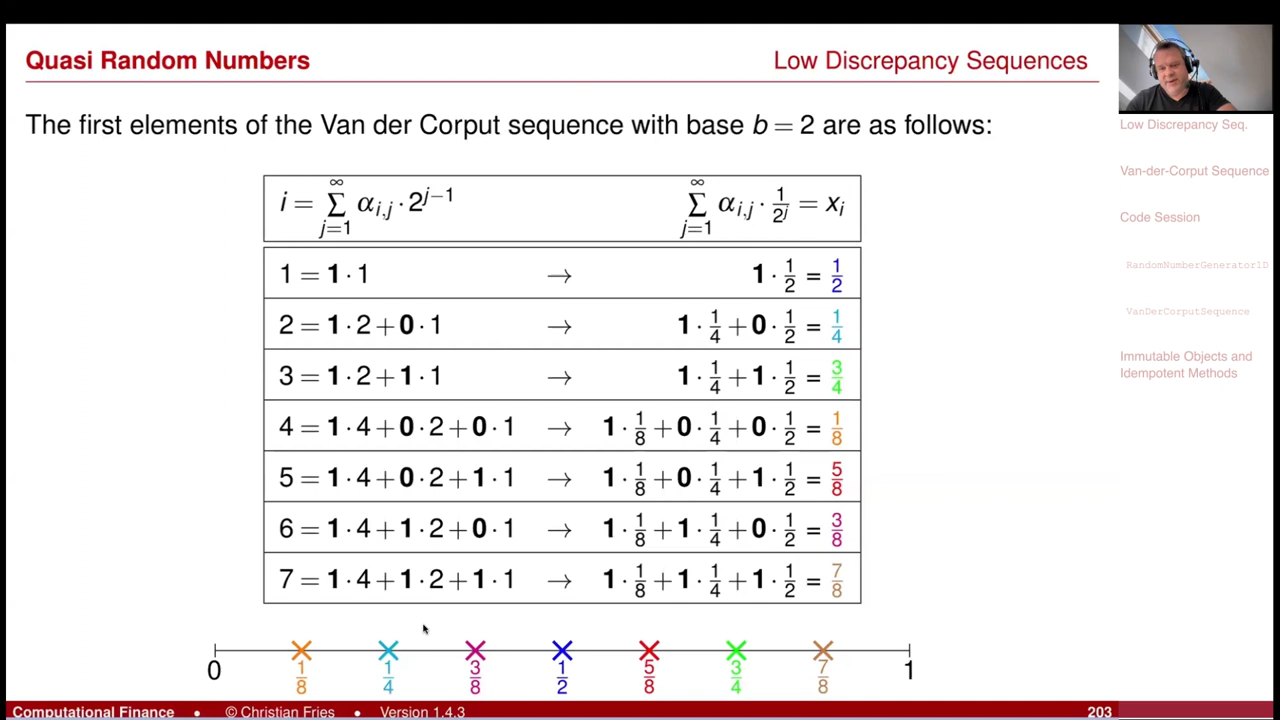 Quasi Random Numbers
Low Discrepancy Sequences
The first elements of the Van der Corput sequence with base b = 2 are as follows:
i = ∑_{j=1}^{∞} α_{i,j} · 2^{j−1}    ∑_{j=1}^{∞} α_{i,j} · 1/2^j = x_i
1 = 1 · 1 → 1 · 1/2 = 1/2
2 = 1 · 2 + 0 · 1 → 1 · 1/4 + 0 · 1/2 = 1/4
3 = 1 · 2 + 1 · 1 → 1 · 1/4 + 1 · 1/2 = 3/4
4 = 1 · 4 + 0 · 2 + 0 · 1 → 1 · 1/8 + 0 · 1/4 + 0 · 1/2 = 1/8
5 = 1 · 4 + 0 · 2 + 1 · 1 → 1 · 1/8 + 0 · 1/4 + 1 · 1/2 = 5/8
6 = 1 · 4 + 1 · 2 + 0 · 1 → 1 · 1/8 + 1 · 1/4 + 0 · 1/2 = 3/8
7 = 1 · 4 + 1 · 2 + 1 · 1 → 1 · 1/8 + 1 · 1/4 + 1 · 1/2 = 7/8
0 1/8 1/4 3/8 1/2 5/8 3/4 7/8 1
Low Discrepancy Seq.
Van-der-Corput Sequence
Code Session
RandomNumberGenerator1D
VanDerCorputSequence
Immutable Objects and
Idempotent Methods
Computational Finance • © Christian Fries • Version 1.4.3 203